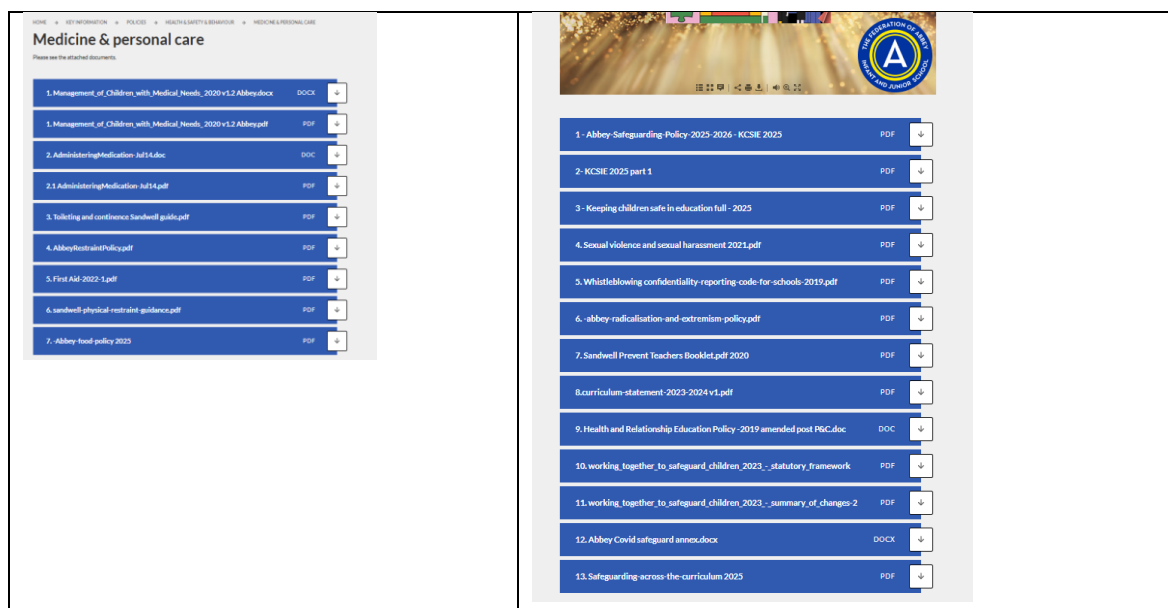 HOME KEY INFORMATION POLICIES HEALTH & SAFETY & BEHAVIOUR MEDICINE & PERSONAL CARE
Medicine & personal care
Please see the attached documents.
1. Management_of_Children_with_Medical_Needs_2020 v1.2 Abbey.docx DOCX
1. Management_of_Children_with_Medical_Needs_2020 v1.2 Abbey.pdf PDF
2. AdministeringMedication-Jul14.doc DOC
2.1 AdministeringMedication-Jul14.pdf PDF
3. Toileting and continence Sandwell guide.pdf PDF
4. AbbeyRestraintPolicy.pdf PDF
5. First Aid-2022-1.pdf PDF
6. sandwell-physical-restraint-guidance.pdf PDF
7. -Abbey-food-policy 2025 PDF
THE FEDERATION OF ABBEY
A
INFANT AND JUNIOR SCHOOL
1 - Abbey-Safeguarding-Policy-2025-2026 - KCSIE 2025 PDF
2- KCSIE 2025 part 1 PDF
3 - Keeping children safe in education full - 2025 PDF
4. Sexual violence and sexual harassment 2021.pdf PDF
5. Whistleblowing confidentiality-reporting-code-for-schools-2019.pdf PDF
6. -abbey-radicalisation-and-extremism-policy.pdf PDF
7. Sandwell Prevent Teachers Booklet.pdf 2020 PDF
8.curriculum-statement-2023-2024 v1.pdf PDF
9. Health and Relationship Education Policy -2019 amended post P&C.doc DOC
10. working_together_to_safeguard_children_2023_-_statutory_framework PDF
11. working_together_to_safeguard_children_2023_-_summary_of_changes-2 PDF
12. Abbey Covid safeguard annex.docx DOCX
13. Safeguarding-across-the-curriculum 2025 PDF